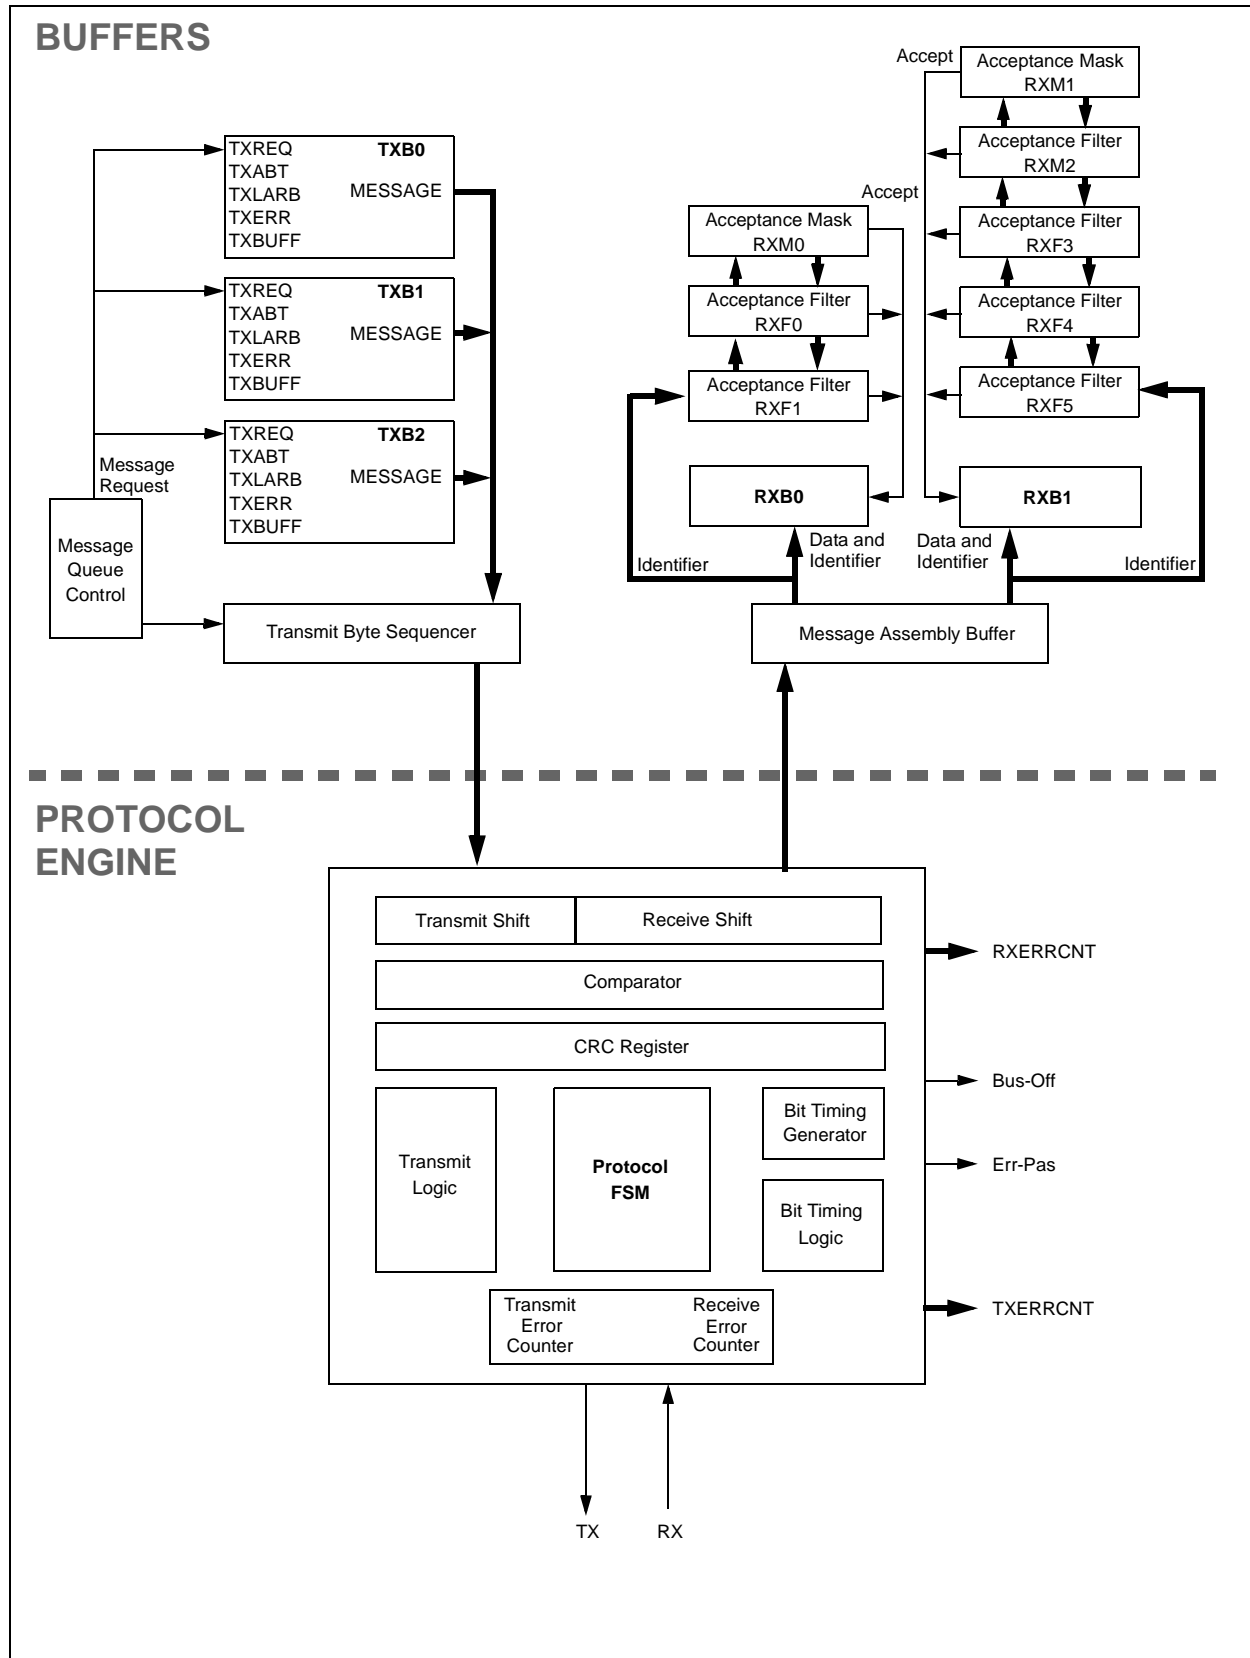 BUFFERS
Accept
Acceptance Mask
RXM1
Acceptance Filter
RXM2
Accept
Acceptance Filter
RXF3
Acceptance Filter
RXF4
Acceptance Filter
RXF5
Acceptance Mask
RXM0
Acceptance Filter
RXF0
Acceptance Filter
RXF1
TXREQ TXB0
TXABT
TXLARB MESSAGE
TXERR
TXBUFF
TXREQ TXB1
TXABT
TXLARB MESSAGE
TXERR
TXBUFF
TXREQ TXB2
TXABT
TXLARB MESSAGE
TXERR
TXBUFF
Message
Request
Message
Queue
Control
RXB0
RXB1
Identifier
Data and
Identifier
Data and
Identifier
Identifier
Transmit Byte Sequencer
Message Assembly Buffer
PROTOCOL
ENGINE
Transmit Shift
Receive Shift
Comparator
CRC Register
Transmit
Logic
Protocol
FSM
Bit Timing
Generator
Bit Timing
Logic
Transmit
Error
Counter
Receive
Error
Counter
RXERRCNT
Bus-Off
Err-Pas
TXERRCNT
TX
RX